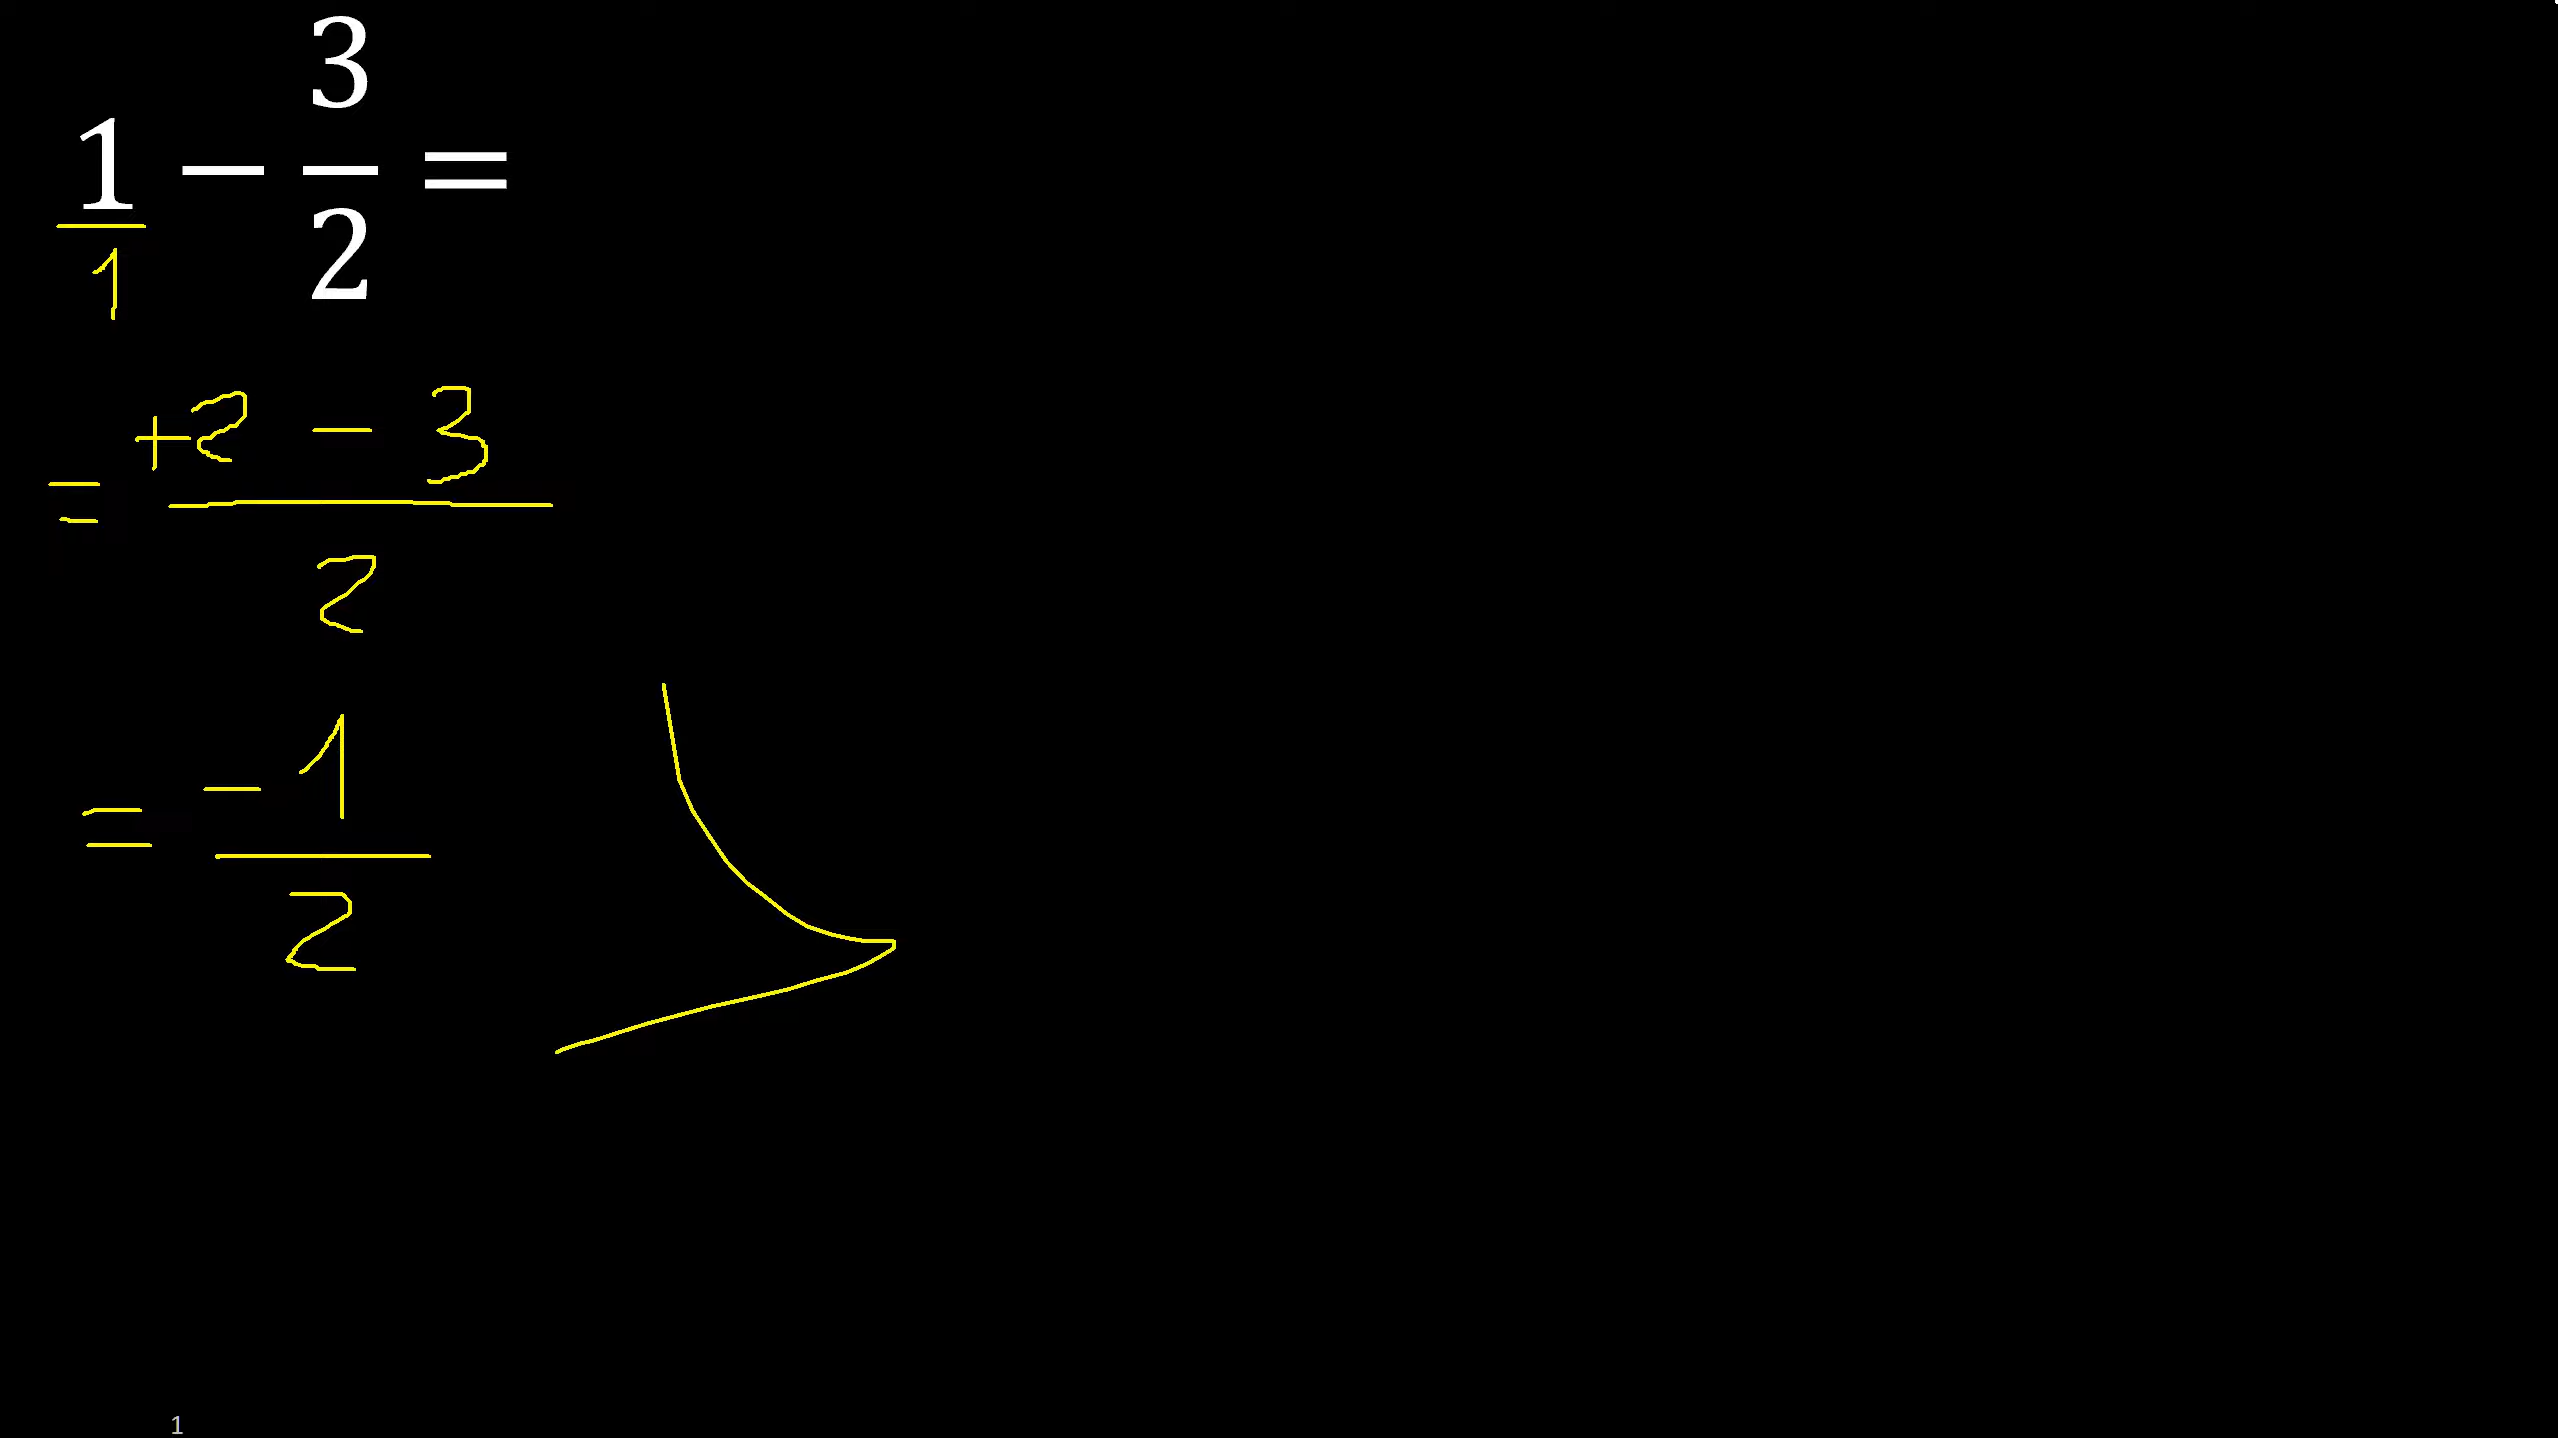 1/1 − 3/2 =
= +2 − 3 / 2
= −1/2
1